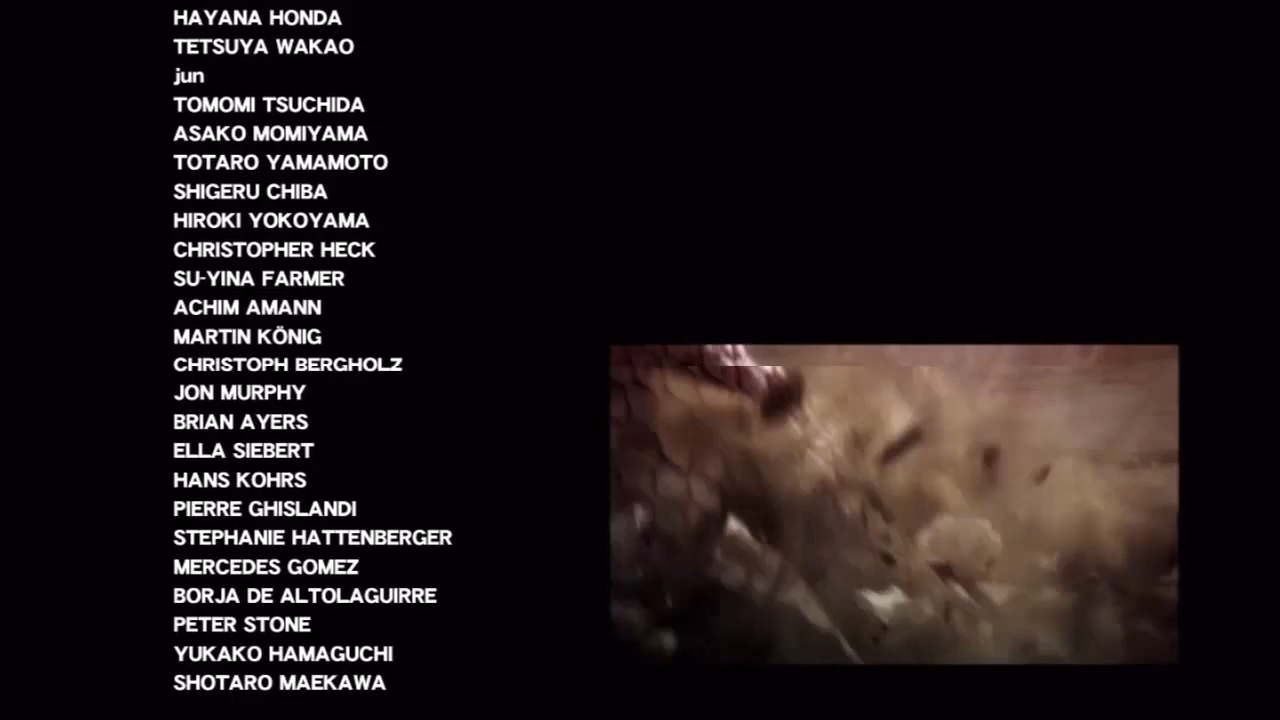 HAYANA HONDA
TETSUYA WAKAO
jun
TOMOMI TSUCHIDA
ASAKO MOMIYAMA
TOTARO YAMAMOTO
SHIGERU CHIBA
HIROKI YOKOYAMA
CHRISTOPHER HECK
SU-YINA FARMER
ACHIM AMANN
MARTIN KÖNIG
CHRISTOPH BERGHOLZ
JON MURPHY
BRIAN AYERS
ELLA SIEBERT
HANS KOHRS
PIERRE GHISLANDI
STEPHANIE HATTENBERGER
MERCEDES GOMEZ
BORJA DE ALTOLAGUIRRE
PETER STONE
YUKAKO HAMAGUCHI
SHOTARO MAEKAWA